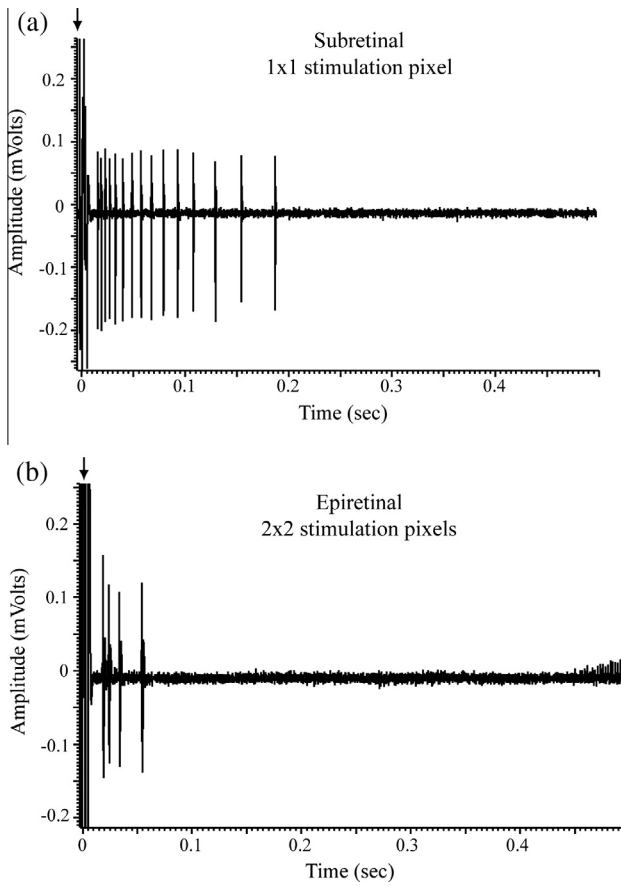 (a)
Subretinal
1x1 stimulation pixel
Amplitude (mVolts)
0.2
0.1
0
-0.1
-0.2
0 0.1 0.2 0.3 0.4
Time (sec)
(b)
Epiretinal
2x2 stimulation pixels
Amplitude (mVolts)
0.2
0.1
0
-0.1
-0.2
0 0.1 0.2 0.3 0.4
Time (sec)